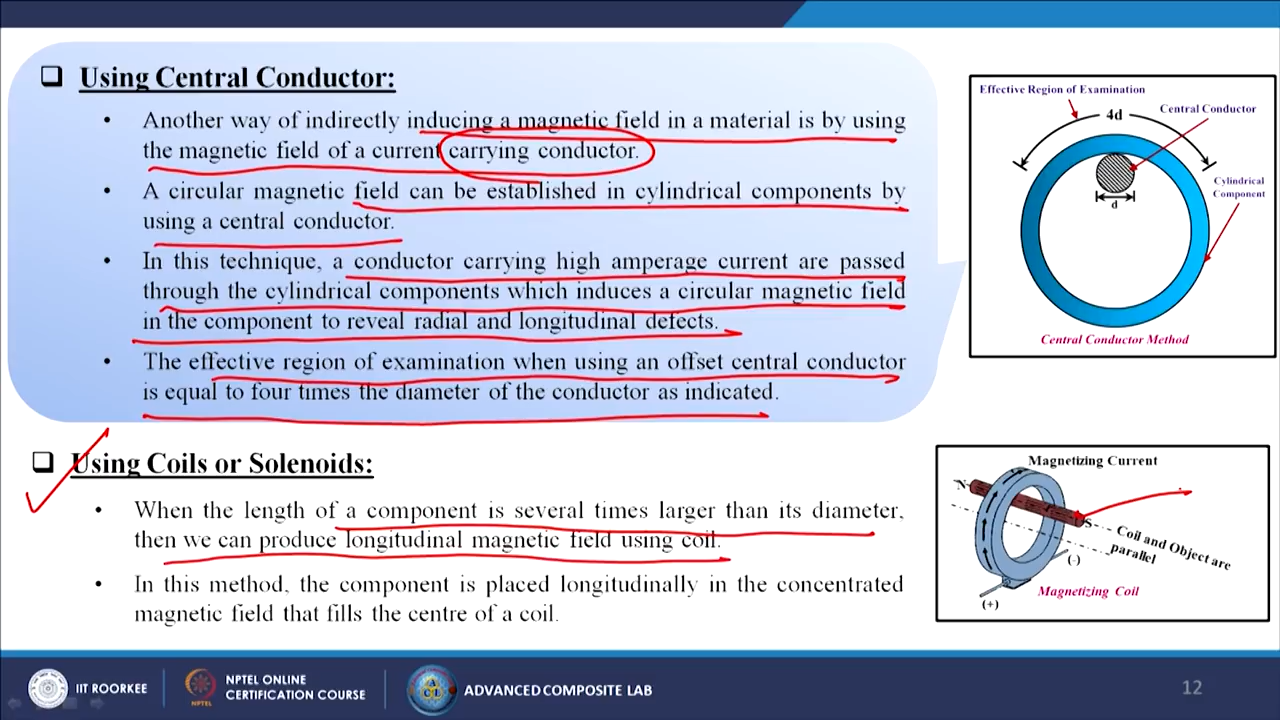 Using Central Conductor:
• Another way of indirectly inducing a magnetic field in a material is by using
the magnetic field of a current carrying conductor.
• A circular magnetic field can be established in cylindrical components by
using a central conductor.
• In this technique, a conductor carrying high amperage current are passed
through the cylindrical components which induces a circular magnetic field
in the component to reveal radial and longitudinal defects.
• The effective region of examination when using an offset central conductor
is equal to four times the diameter of the conductor as indicated.
Effective Region of Examination
4d
Central Conductor
Cylindrical
Component
d
Central Conductor Method
Using Coils or Solenoids:
• When the length of a component is several times larger than its diameter,
then we can produce longitudinal magnetic field using coil.
• In this method, the component is placed longitudinally in the concentrated
magnetic field that fills the centre of a coil.
Magnetizing Current
N
S
Coil and Object are
parallel
(-)
Magnetizing Coil
(+)
IIT ROORKEE
NPTEL
NPTEL ONLINE
CERTIFICATION COURSE
ADVANCED COMPOSITE LAB
12